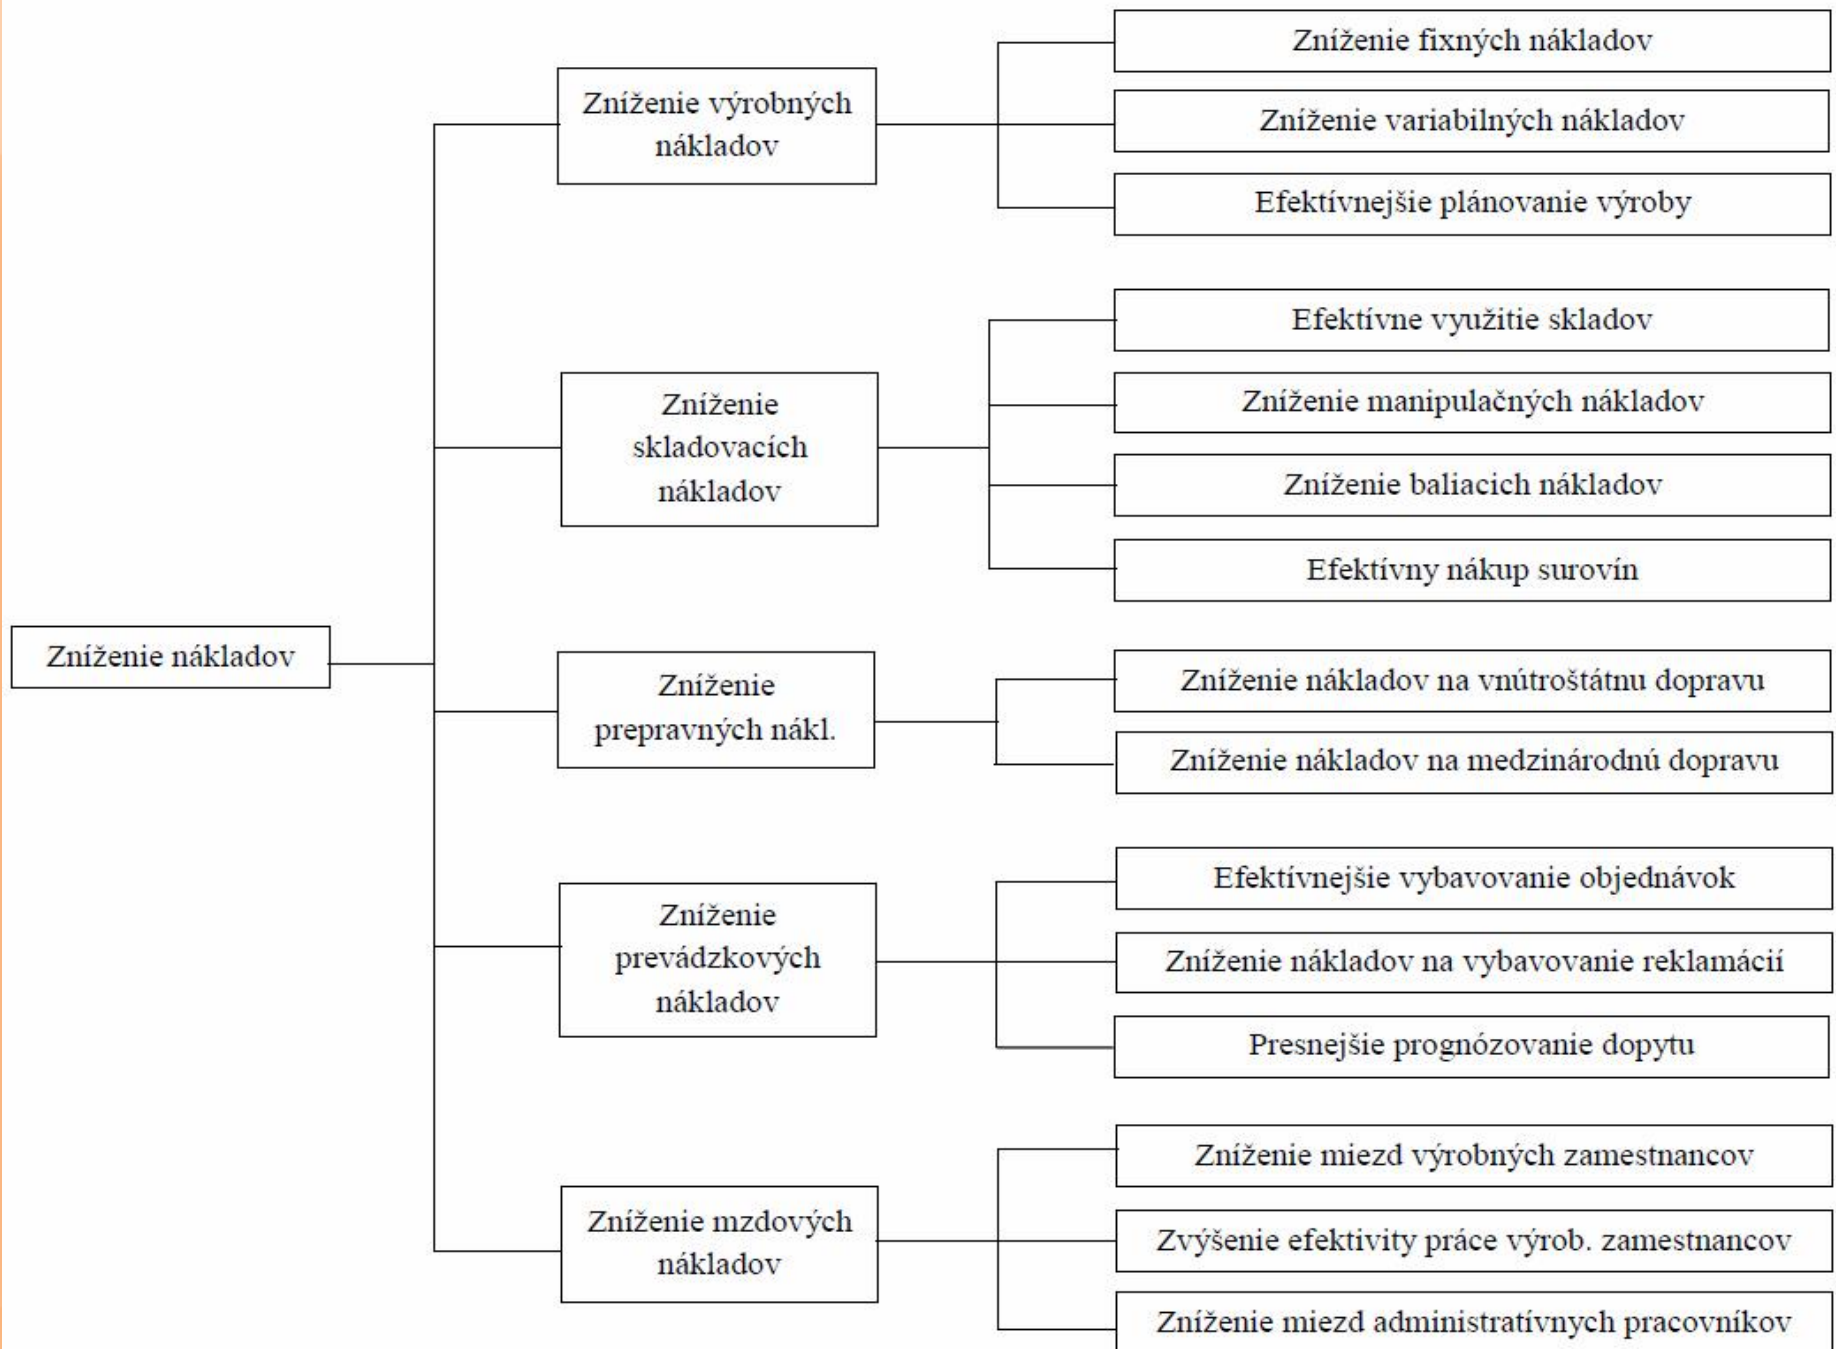 Zníženie nákladov
Zníženie výrobných
nákladov
Zníženie fixných nákladov
Zníženie variabilných nákladov
Efektívnejšie plánovanie výroby
Zníženie
skladovacích
nákladov
Efektívne využitie skladov
Zníženie manipulačných nákladov
Zníženie baliacich nákladov
Efektívny nákup surovín
Zníženie
prepravných nákl.
Zníženie nákladov na vnútroštátnu dopravu
Zníženie nákladov na medzinárodnú dopravu
Zníženie
prevádzkových
nákladov
Efektívnejšie vybavovanie objednávok
Zníženie nákladov na vybavovanie reklamácií
Presnejšie prognózovanie dopytu
Zníženie mzdových
nákladov
Zníženie miezd výrobných zamestnancov
Zvýšenie efektivity práce výrob. zamestnancov
Zníženie miezd administratívnych pracovníkov